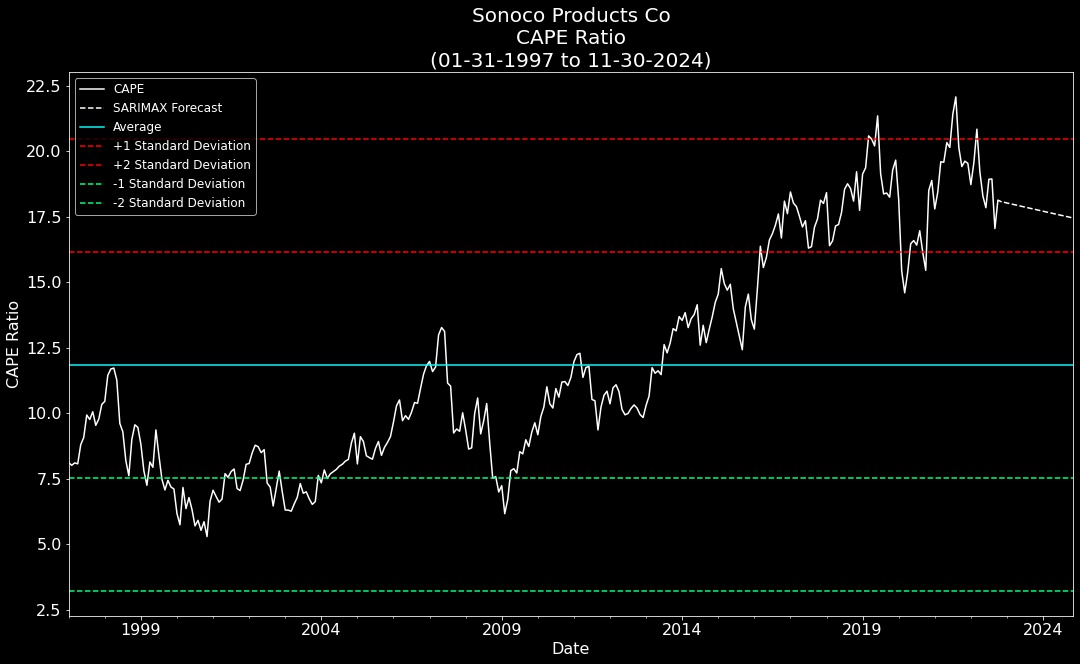 Sonoco Products Co
CAPE Ratio
(01-31-1997 to 11-30-2024)
CAPE
SARIMAX Forecast
Average
+1 Standard Deviation
+2 Standard Deviation
-1 Standard Deviation
-2 Standard Deviation
22.5
20.0
17.5
15.0
12.5
10.0
7.5
5.0
2.5
CAPE Ratio
1999
2004
2009
2014
2019
2024
Date